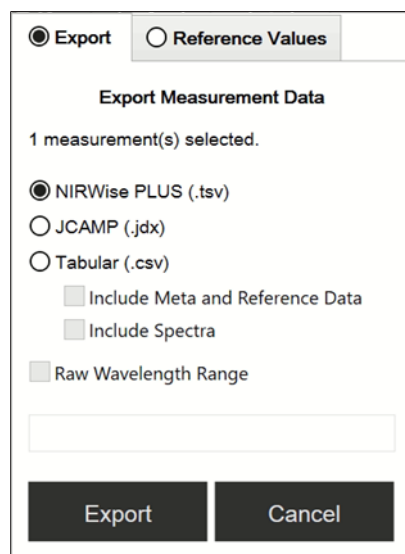 Export
Reference Values
Export Measurement Data
1 measurement(s) selected.
NIRWise PLUS (.tsv)
JCAMP (.jdx)
Tabular (.csv)
Include Meta and Reference Data
Include Spectra
Raw Wavelength Range
Export
Cancel